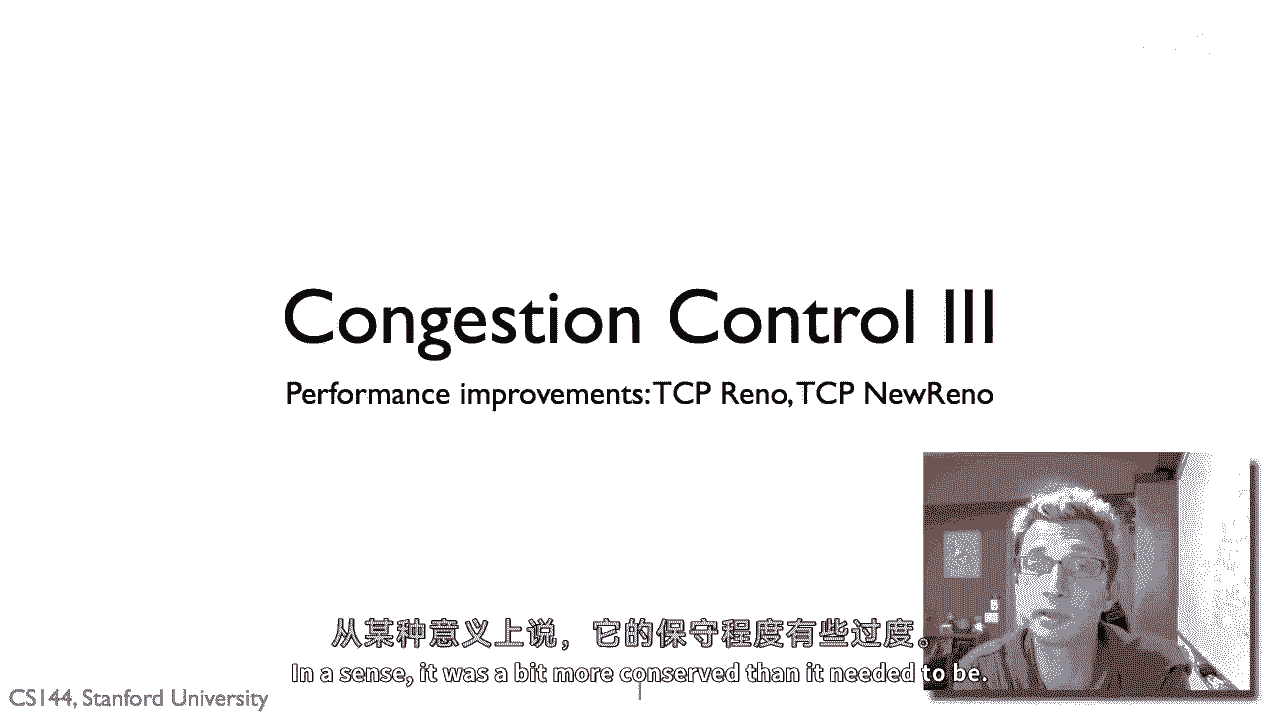 Congestion Control III
Performance improvements: TCP Reno, TCP NewReno
从某种意义上说，它的保守程度有些过度。
In a sense, it was a bit more conserved than it needed to be.
CS144, Stanford University
1